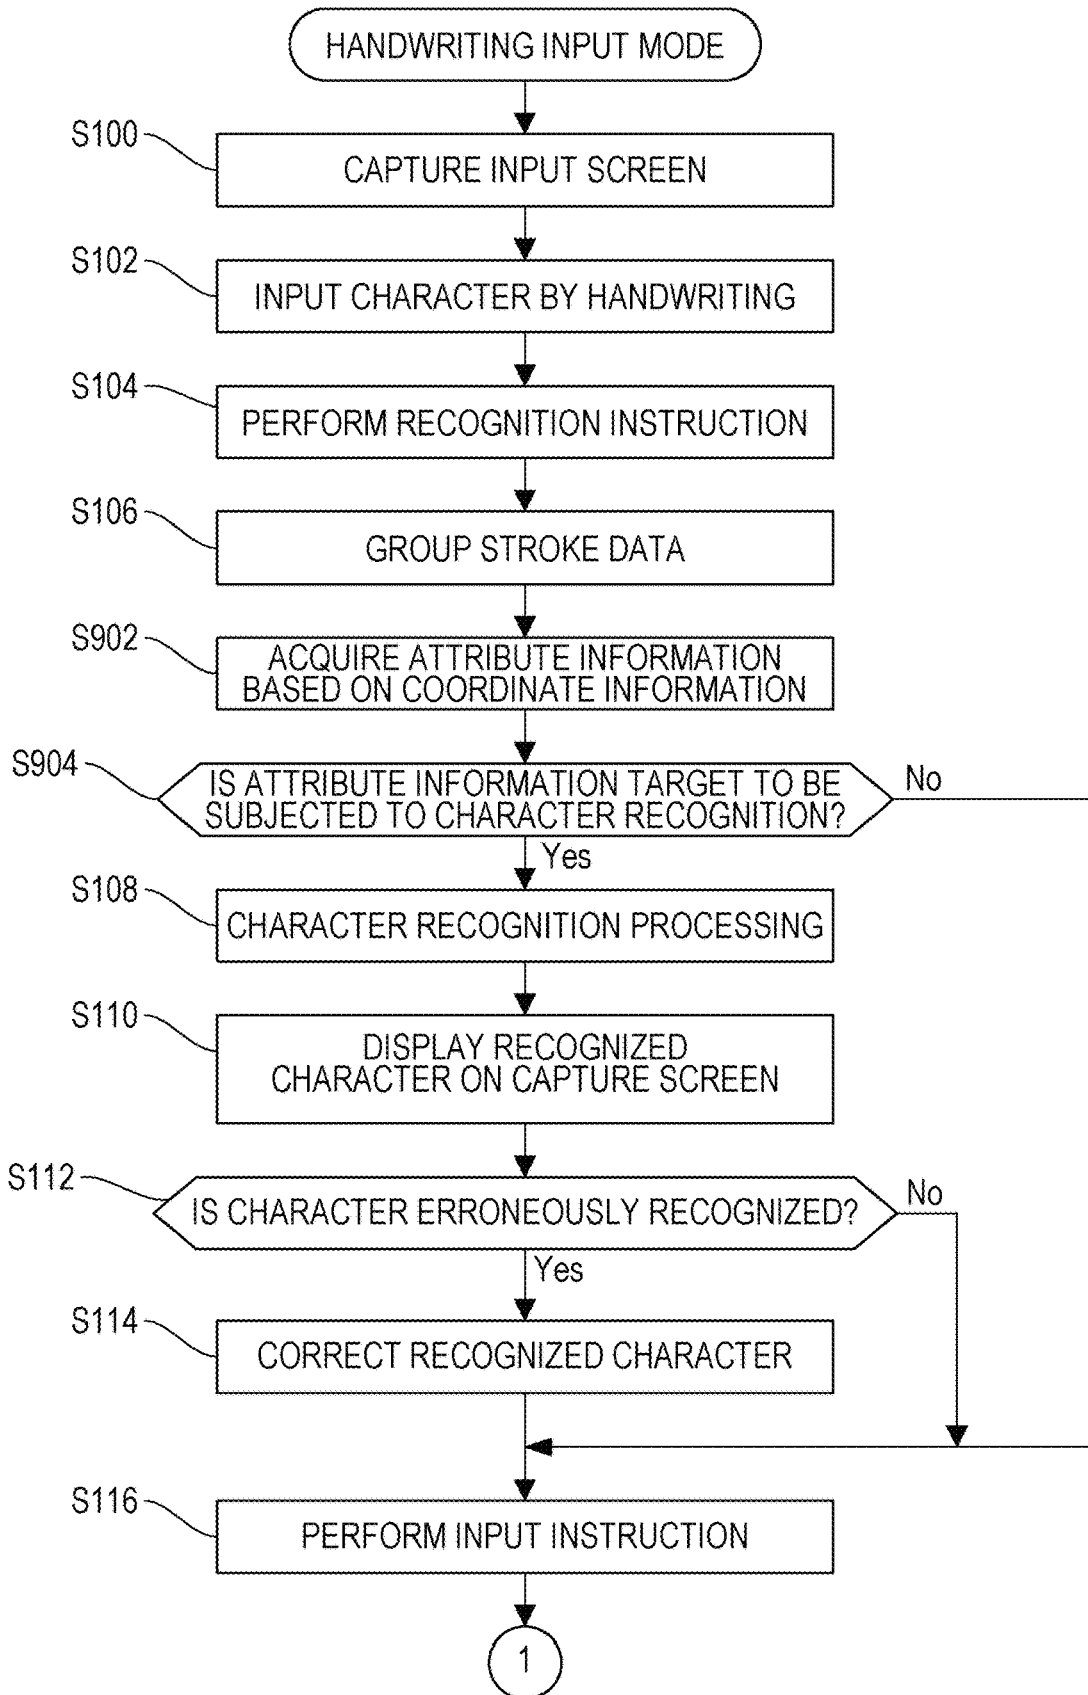 HANDWRITING INPUT MODE
S100
CAPTURE INPUT SCREEN
S102
INPUT CHARACTER BY HANDWRITING
S104
PERFORM RECOGNITION INSTRUCTION
S106
GROUP STROKE DATA
S902
ACQUIRE ATTRIBUTE INFORMATION
BASED ON COORDINATE INFORMATION
S904
IS ATTRIBUTE INFORMATION TARGET TO BE
SUBJECTED TO CHARACTER RECOGNITION?
No
Yes
S108
CHARACTER RECOGNITION PROCESSING
S110
DISPLAY RECOGNIZED
CHARACTER ON CAPTURE SCREEN
S112
IS CHARACTER ERRONEOUSLY RECOGNIZED?
No
Yes
S114
CORRECT RECOGNIZED CHARACTER
S116
PERFORM INPUT INSTRUCTION
1